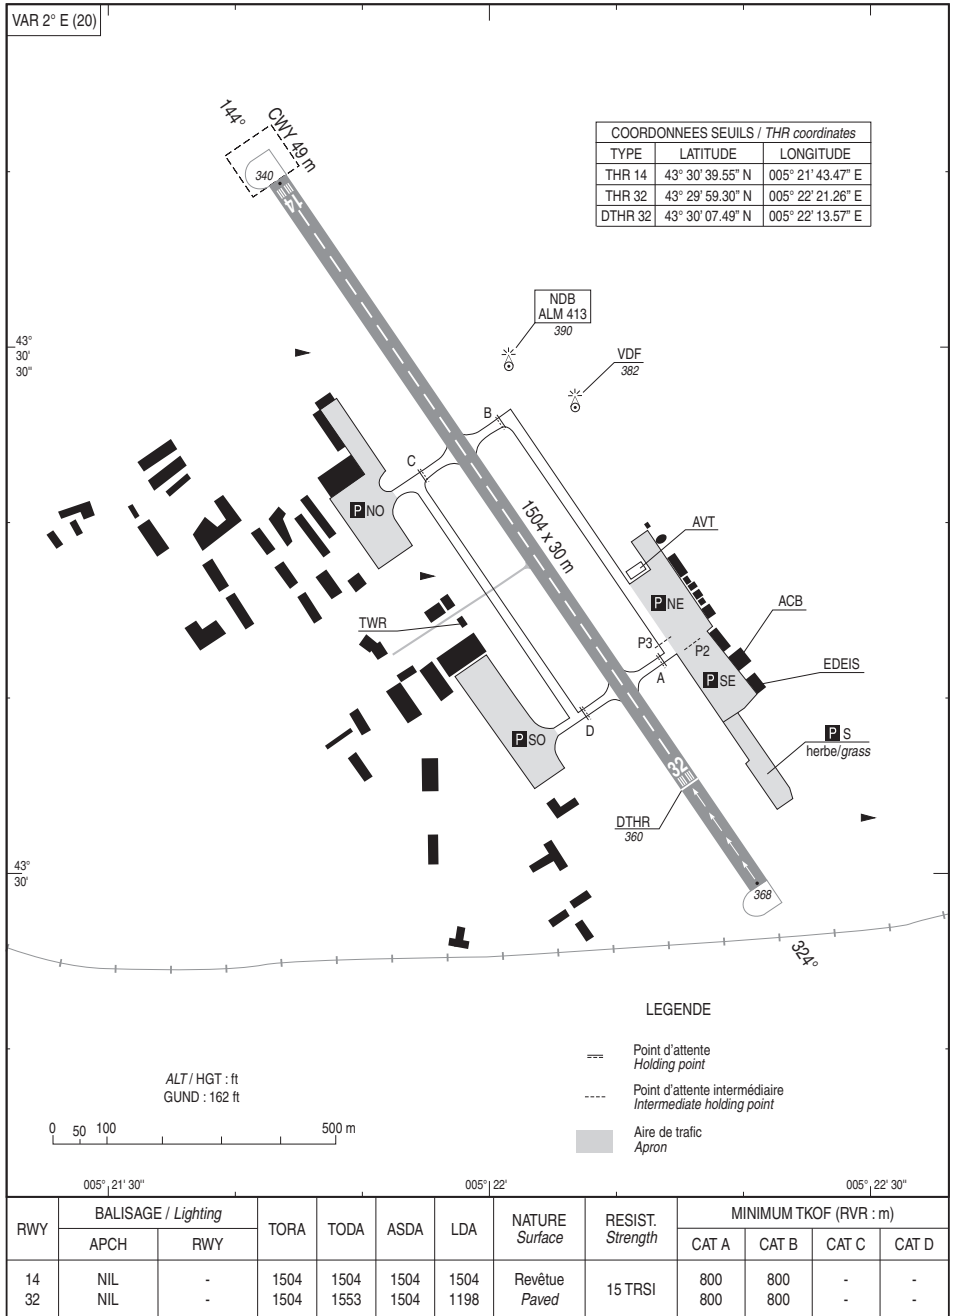 VAR 2° E (20)
144°
CWY 49 m
340
14
COORDONNEES SEUILS / THR coordinates
TYPE LATITUDE LONGITUDE
THR 14 43° 30' 39.55" N 005° 21' 43.47" E
THR 32 43° 29' 59.30" N 005° 22' 21.26" E
DTHR 32 43° 30' 07.49" N 005° 22' 13.57" E
NDB
ALM 413
390
VDF
382
43°
30'
30"
B
C
P NO
1504 x 30 m
AVT
P NE
ACB
TWR
P3
P2
EDEIS
A
P SE
D
P SO
P S
herbe/grass
32
DTHR
360
43°
30'
368
324°
LEGENDE
Point d'attente
Holding point
Point d'attente intermédiaire
Intermediate holding point
Aire de trafic
Apron
ALT / HGT : ft
GUND : 162 ft
0 50 100 500 m
005° 21' 30" 005° 22' 005° 22' 30"
RWY BALISAGE / Lighting TORA TODA ASDA LDA NATURE RESIST. MINIMUM TKOF (RVR : m)
Surface Strength
APCH RWY CAT A CAT B CAT C CAT D
14 NIL - 1504 1504 1504 1504 Revêtue 15 TRSI 800 800 - -
32 NIL - 1504 1553 1504 1198 Paved 800 800 - -